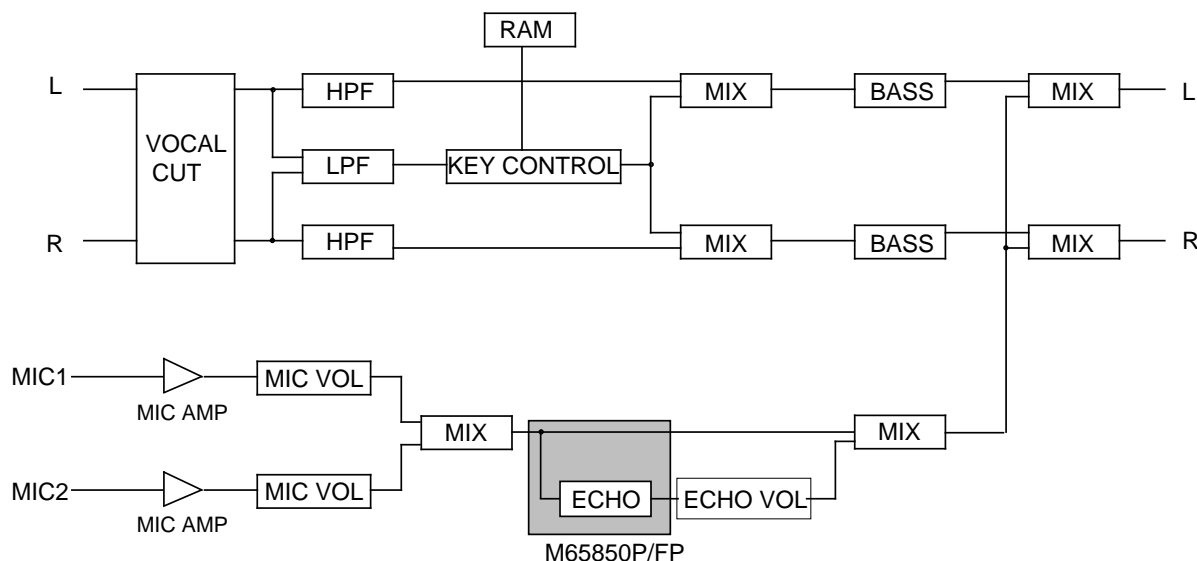 RAM
L
HPF
MIX
BASS
MIX
L
VOCAL
CUT
LPF
KEY CONTROL
R
HPF
MIX
BASS
MIX
R
MIC1
MIC AMP
MIC VOL
MIX
MIX
MIC2
MIC AMP
MIC VOL
ECHO
ECHO VOL
M65850P/FP